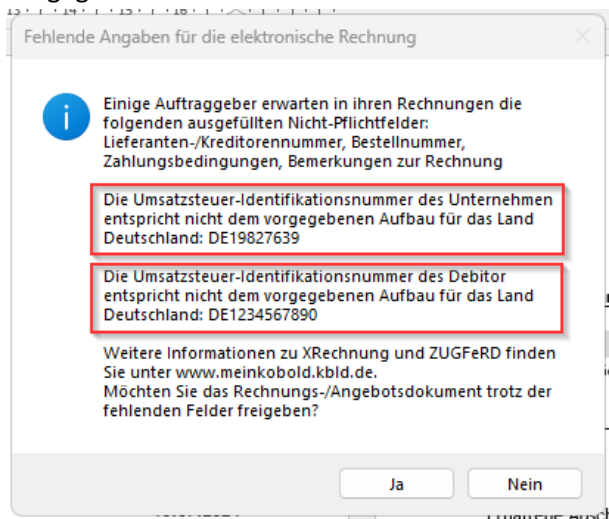 Fehlende Angaben für die elektronische Rechnung
Einige Auftraggeber erwarten in ihren Rechnungen die
folgenden ausgefüllten Nicht-Pflichtfelder:
Lieferanten-/Kreditorennummer, Bestellnummer,
Zahlungsbedingungen, Bemerkungen zur Rechnung
Die Umsatzsteuer-Identifikationsnummer des Unternehmen
entspricht nicht dem vorgegebenen Aufbau für das Land
Deutschland: DE19827639
Die Umsatzsteuer-Identifikationsnummer des Debitor
entspricht nicht dem vorgegebenen Aufbau für das Land
Deutschland: DE1234567890
Weitere Informationen zu XRechnung und ZUGFeRD finden
Sie unter www.meinkobold.kbld.de.
Möchten Sie das Rechnungs-/Angebotsdokument trotz der
fehlenden Felder freigeben?
Ja Nein